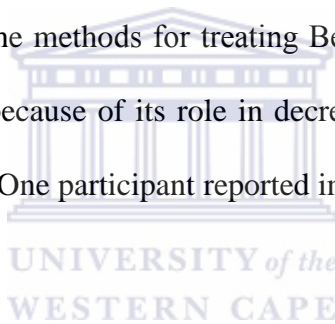 ne methods for treating Be
because of its role in decre
One participant reported in
UNIVERSITY of the
WESTERN CAPE